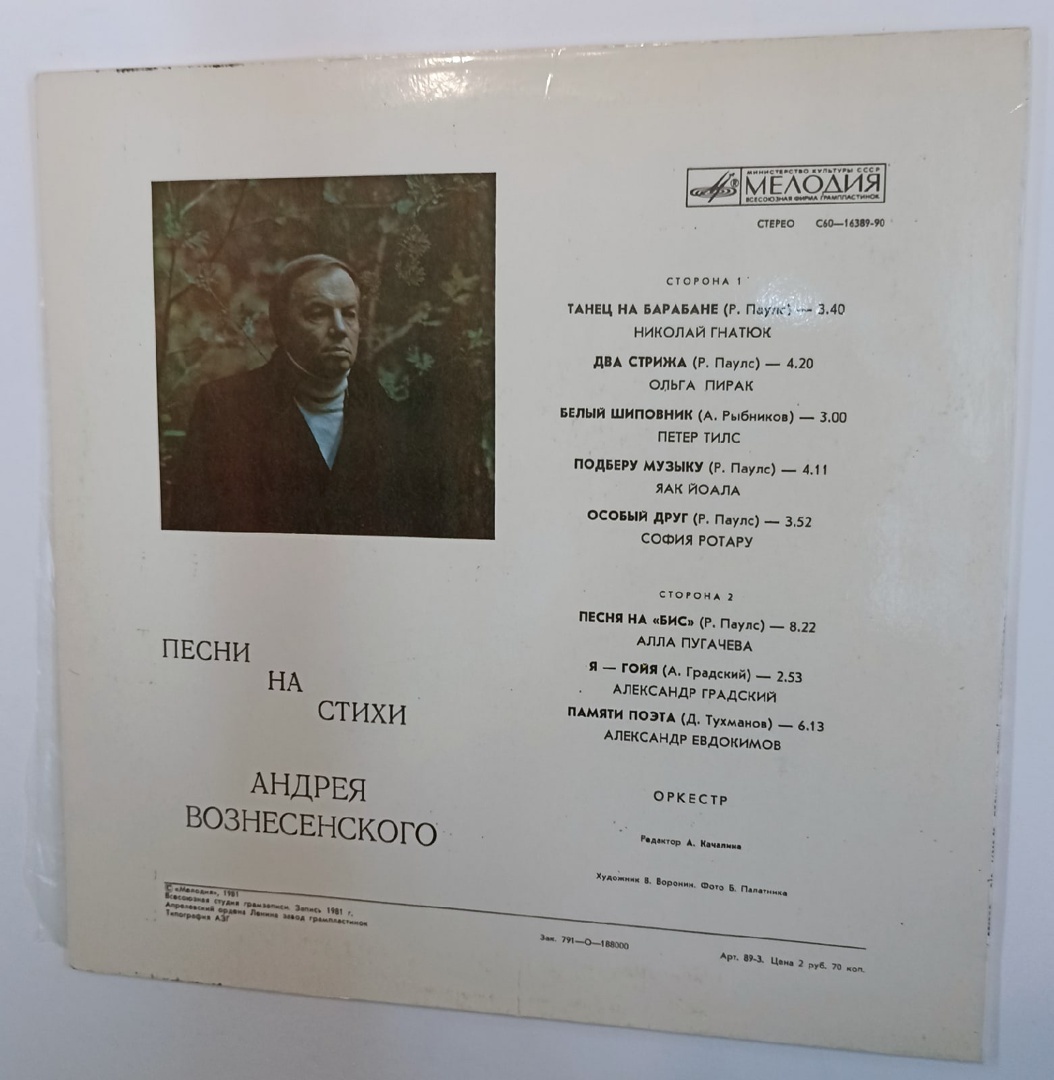 МИНИСТЕРСТВО КУЛЬТУРЫ СССР
МЕЛОДИЯ
ВСЕСОЮЗНАЯ ФИРМА ГРАМПЛАСТИНОК
СТЕРЕО С60—16389-90
СТОРОНА 1
ТАНЕЦ НА БАРАБАНЕ (Р. Паулс) — 3.40
НИКОЛАЙ ГНАТЮК
ДВА СТРИЖА (Р. Паулс) — 4.20
ОЛЬГА ПИРАГС
БЕЛЫЙ ШИПОВНИК (А. Рыбников) — 3.00
ПЕТЕР ТИЛС
ПОДБЕРУ МУЗЫКУ (Р. Паулс) — 4.11
ЯАК ЙОАЛА
ОСОБЫЙ ДРУГ (Р. Паулс) — 3.52
СОФИЯ РОТАРУ
СТОРОНА 2
ПЕСНЯ НА «БИС» (Р. Паулс) — 8.22
АЛЛА ПУГАЧЕВА
Я — ГОЙЯ (А. Градский) — 2.53
АЛЕКСАНДР ГРАДСКИЙ
ПАМЯТИ ПОЭТА (Д. Тухманов) — 6.13
АЛЕКСАНДР ЕВДОКИМОВ
ОРКЕСТР
Редактор А. Качалина
Художник В. Воронин. Фото Б. Палатника
ПЕСНИ
НА
СТИХИ
АНДРЕЯ
ВОЗНЕСЕНСКОГО
© «Мелодия», 1981
Всесоюзная студия грамзаписи. Запись 1981 г.
Апрелевский ордена Ленина завод грампластинок
Типография АЗГ
Зак. 791—О—188000
Арт. 89-3. Цена 2 руб. 70 коп.